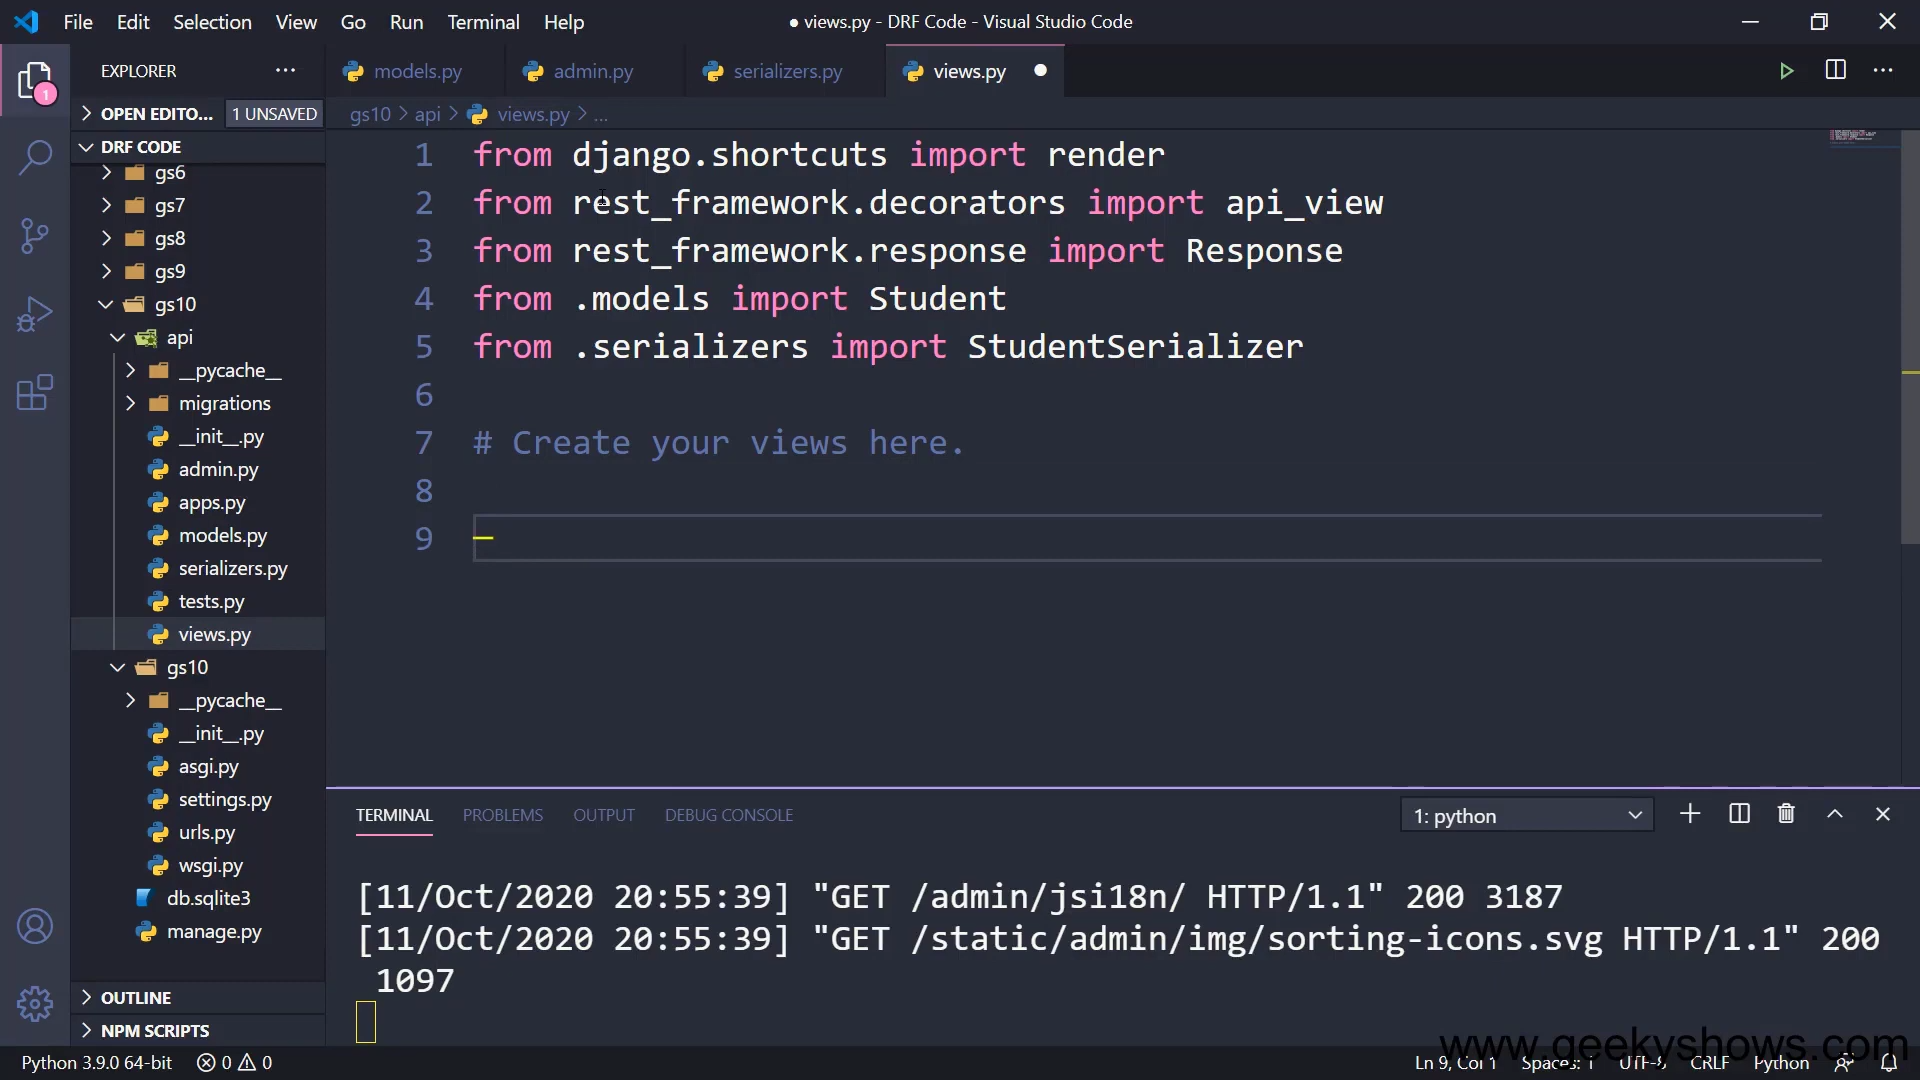 File Edit Selection View Go Run Terminal Help
● views.py - DRF Code - Visual Studio Code
EXPLORER ···
models.py admin.py serializers.py views.py
1
OPEN EDITO... 1 UNSAVED
gs10 > api > views.py > ...
DRF CODE
gs6
gs7
gs8
gs9
gs10
api
__pycache__
migrations
__init__.py
admin.py
apps.py
models.py
serializers.py
tests.py
views.py
gs10
__pycache__
__init__.py
asgi.py
settings.py
urls.py
wsgi.py
db.sqlite3
manage.py
OUTLINE
NPM SCRIPTS
1 from django.shortcuts import render
2 from rest_framework.decorators import api_view
3 from rest_framework.response import Response
4 from .models import Student
5 from .serializers import StudentSerializer
6
7 # Create your views here.
8
9
TERMINAL PROBLEMS OUTPUT DEBUG CONSOLE 1: python
[11/Oct/2020 20:55:39] "GET /admin/jsi18n/ HTTP/1.1" 200 3187
[11/Oct/2020 20:55:39] "GET /static/admin/img/sorting-icons.svg HTTP/1.1" 200
1097
www.geekyshows.com
Python 3.9.0 64-bit 0 0 Ln 9, Col 1 Spaces: 1 UTF-8 CRLF Python